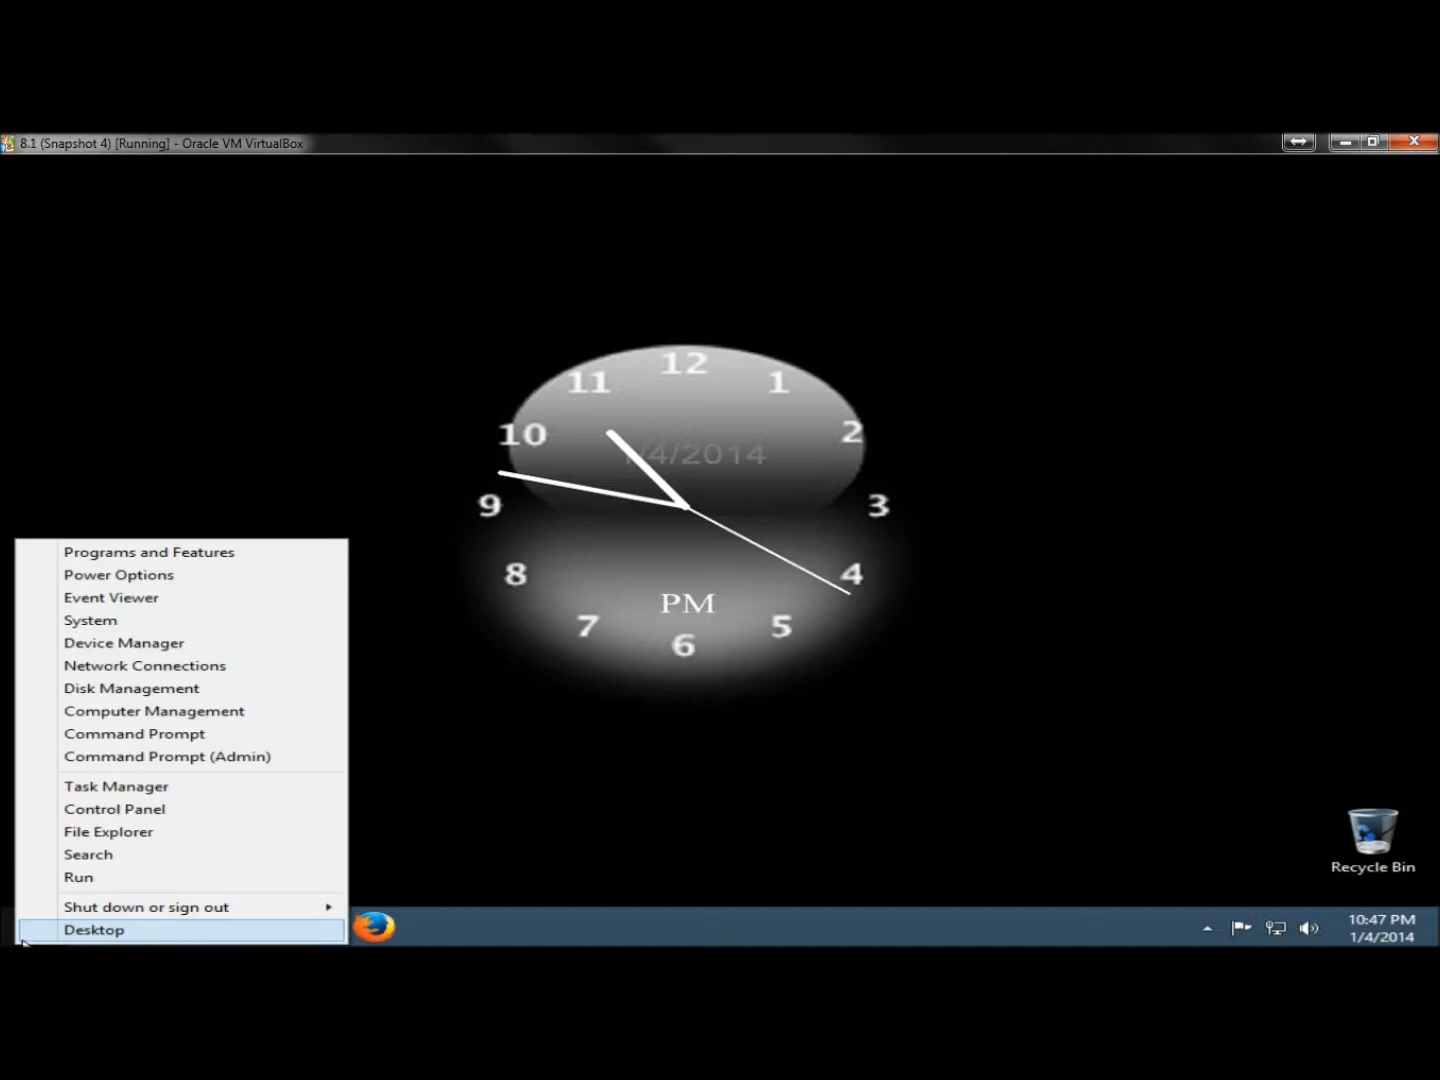 8.1 (Snapshot 4) [Running] - Oracle VM VirtualBox
12
11
1
10
2
/4/2014
9
3
8
4
PM
7
5
6
Programs and Features
Power Options
Event Viewer
System
Device Manager
Network Connections
Disk Management
Computer Management
Command Prompt
Command Prompt (Admin)
Task Manager
Control Panel
File Explorer
Search
Run
Shut down or sign out
Desktop
Recycle Bin
10:47 PM
1/4/2014